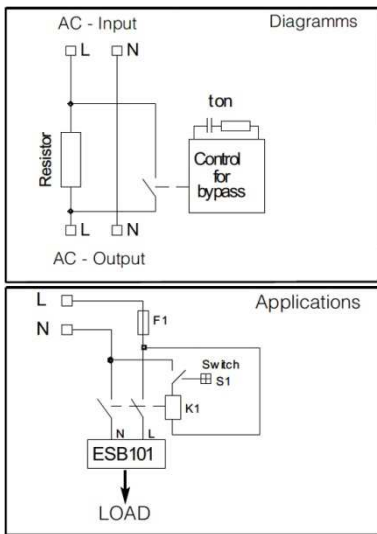 Diagramms
AC - Input
L N
ton
Resistor
Control
for
bypass
L N
AC - Output
Applications
L
F1
N
Switch
S1
K1
N L
ESB101
LOAD